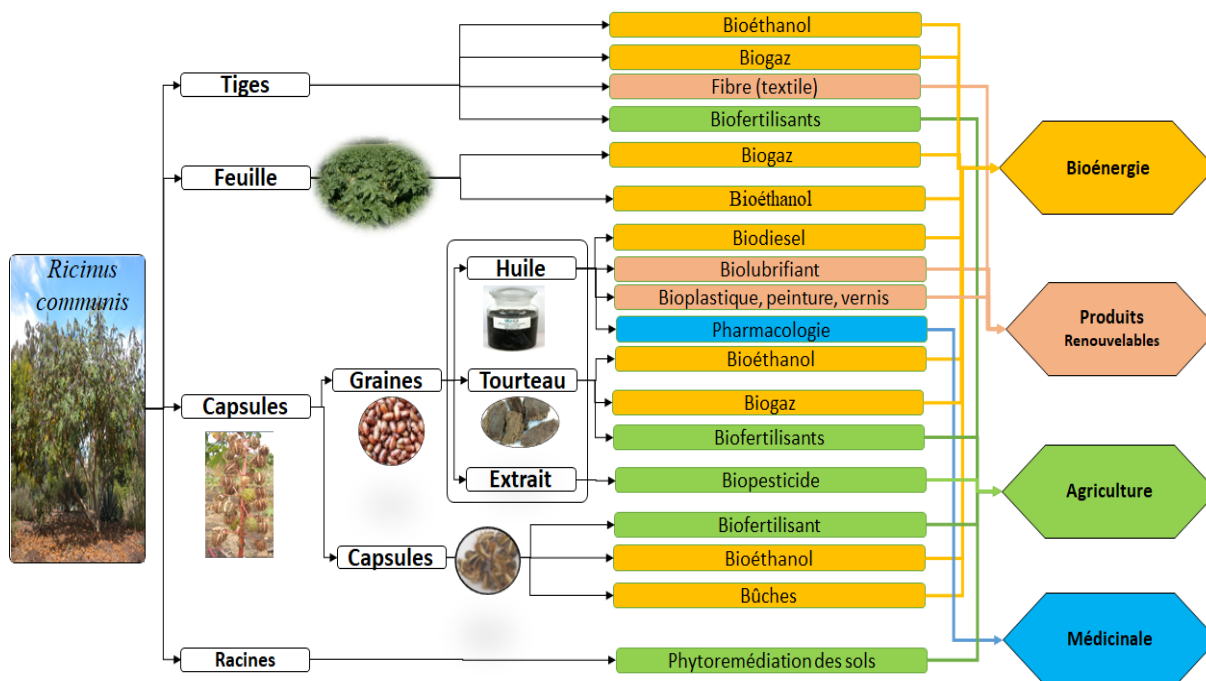 Ricinus
communis
Tiges
Bioéthanol
Biogaz
Fibre (textile)
Biofertilisants
Feuille
Biogaz
Bioéthanol
Capsules
Graines
Huile
Biodiesel
Biolubrifiant
Bioplastique, peinture, vernis
Pharmacologie
Tourteau
Bioéthanol
Biogaz
Biofertilisants
Extrait
Biopesticide
Capsules
Biofertilisant
Bioéthanol
Bûches
Racines
Phytoremédiation des sols
Bioénergie
Produits
Renouvelables
Agriculture
Médicinale